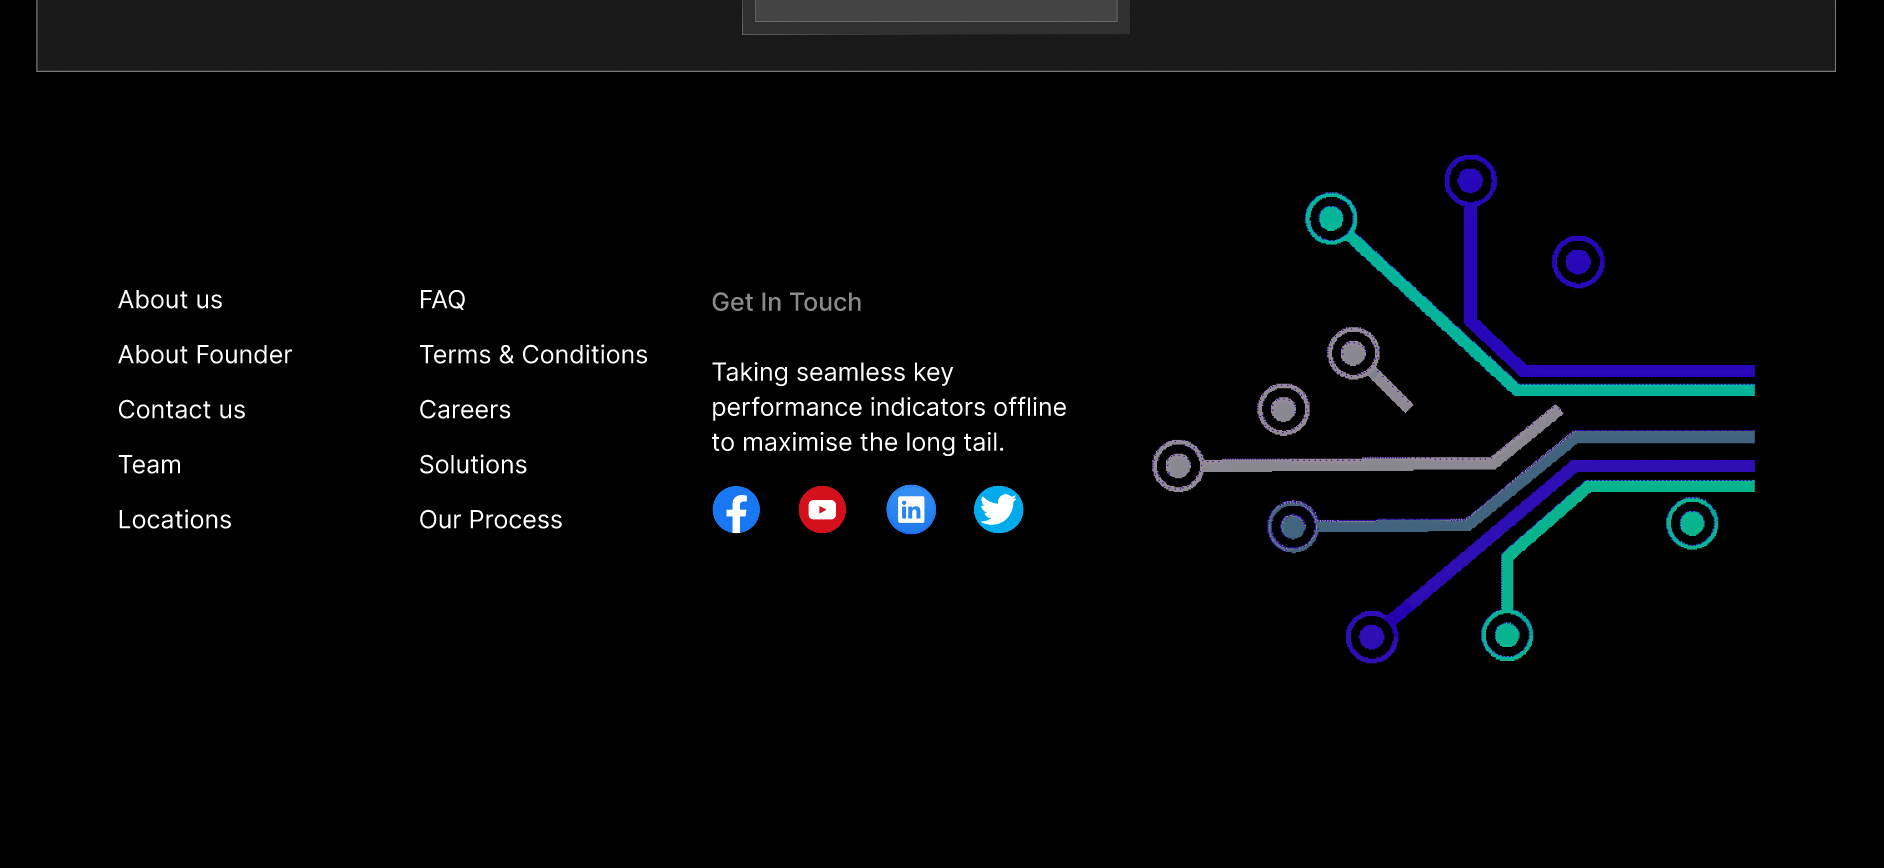 About us
About Founder
Contact us
Team
Locations
FAQ
Terms & Conditions
Careers
Solutions
Our Process
Get In Touch
Taking seamless key
performance indicators offline
to maximise the long tail.
in